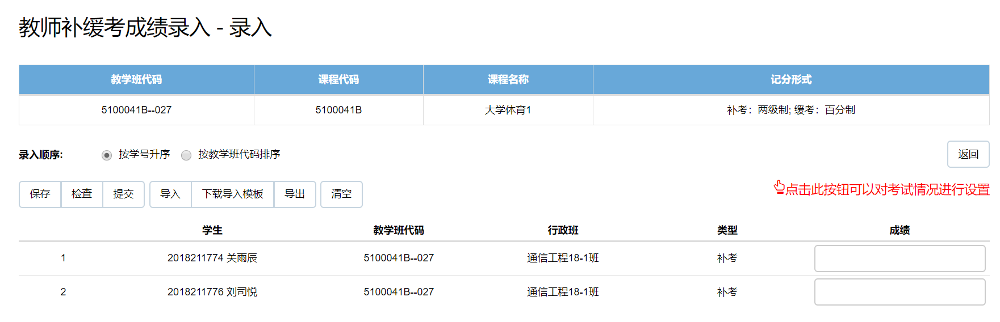 教师补缓考成绩录入 - 录入
教学班代码 课程代码 课程名称 记分形式
5100041B--027 5100041B 大学体育1 补考：两级制; 缓考：百分制
录入顺序: 按学号升序 按教学班代码排序 返回
保存 检查 提交 导入 下载导入模板 导出 清空 点击此按钮可以对考试情况进行设置
学生 教学班代码 行政班 类型 成绩
1 2018211774 关雨辰 5100041B--027 通信工程18-1班 补考
2 2018211776 刘司悦 5100041B--027 通信工程18-1班 补考